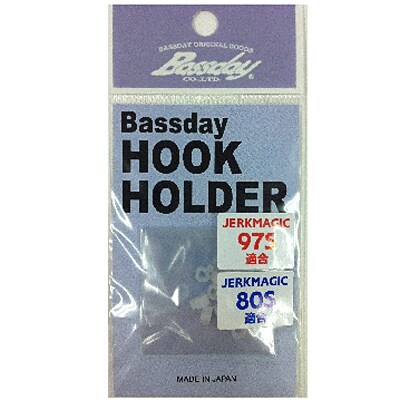 BASSDAY ORIGINAL GOODS
Bassday®
CO.,LTD.
Bassday
HOOK
HOLDER
JERKMAGIC
97S
適合
JERKMAGIC
80S
適合
MADE IN JAPAN